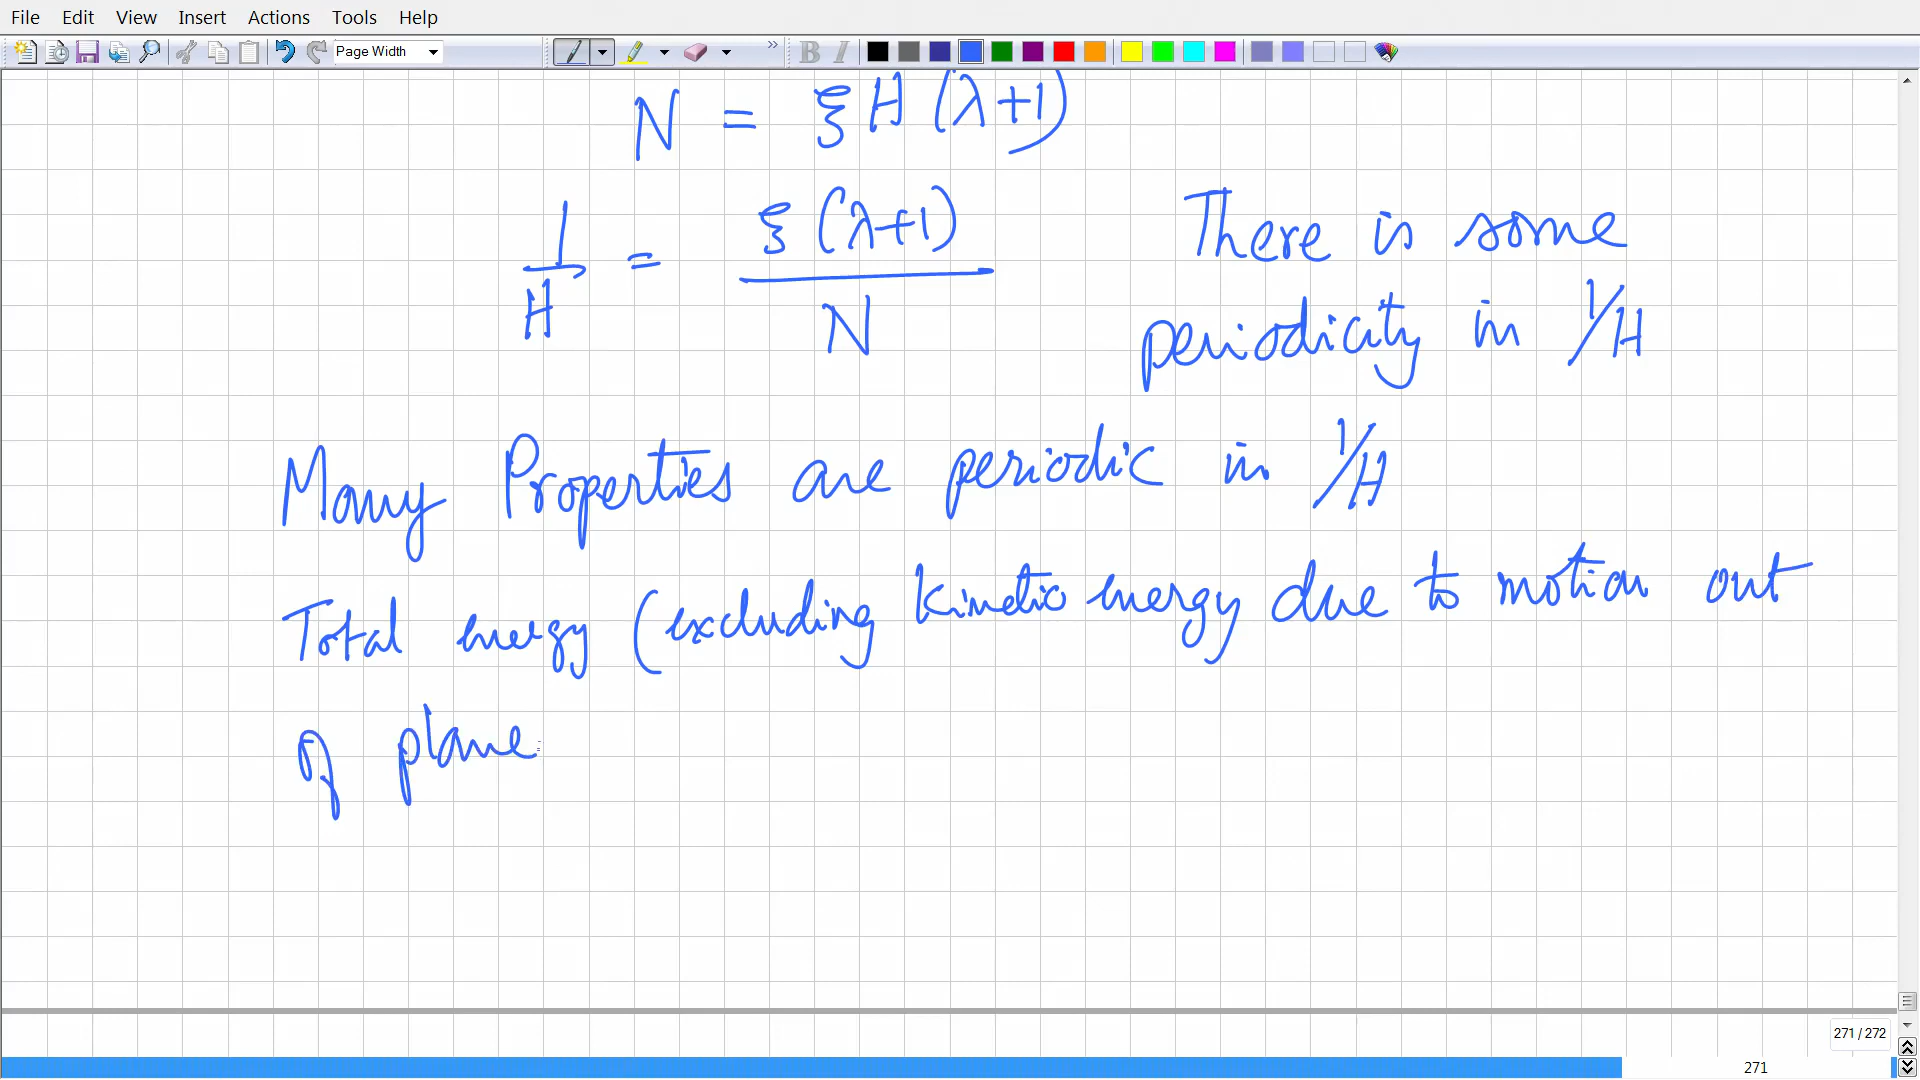 File Edit View Insert Actions Tools Help
Page Width
N = ξ H (λ+1)
1/H = ξ (λ+1)/N
There is some
periodicity in 1/H
Many Properties are periodic in 1/H
Total energy (excluding kinetic energy due to motion out
of plane
271 / 272
271